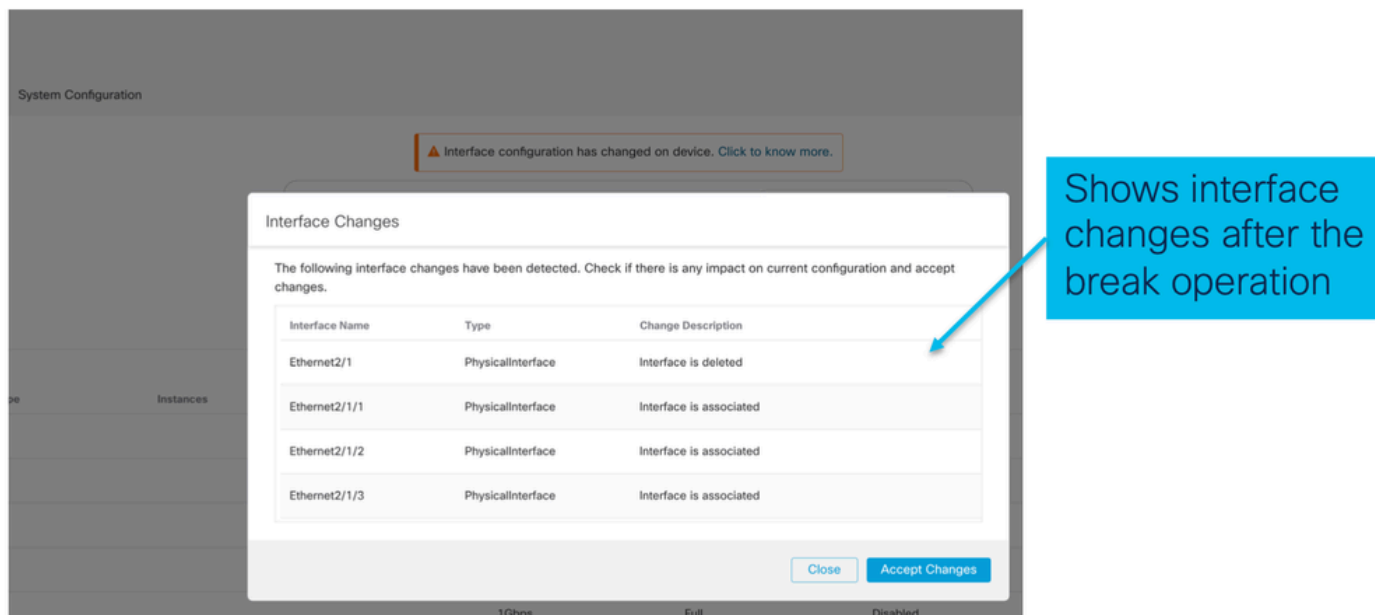 System Configuration
Interface configuration has changed on device. Click to know more.
Interface Changes
The following interface changes have been detected. Check if there is any impact on current configuration and accept
changes.
Interface Name Type Change Description
Ethernet2/1 PhysicalInterface Interface is deleted
Ethernet2/1/1 PhysicalInterface Interface is associated
Ethernet2/1/2 PhysicalInterface Interface is associated
Ethernet2/1/3 PhysicalInterface Interface is associated
Close Accept Changes
Instances
1Gbps Full Disabled
Shows interface
changes after the
break operation